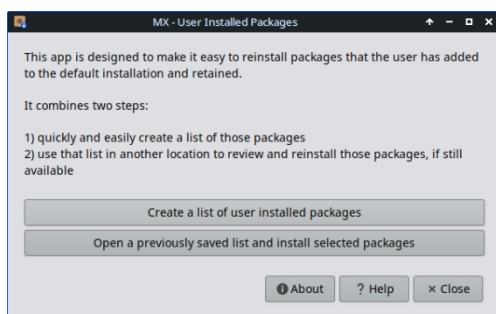 MX - User Installed Packages
This app is designed to make it easy to reinstall packages that the user has added
to the default installation and retained.
It combines two steps:
1) quickly and easily create a list of those packages
2) use that list in another location to review and reinstall those packages, if still
available
Create a list of user installed packages
Open a previously saved list and install selected packages
About
? Help
× Close